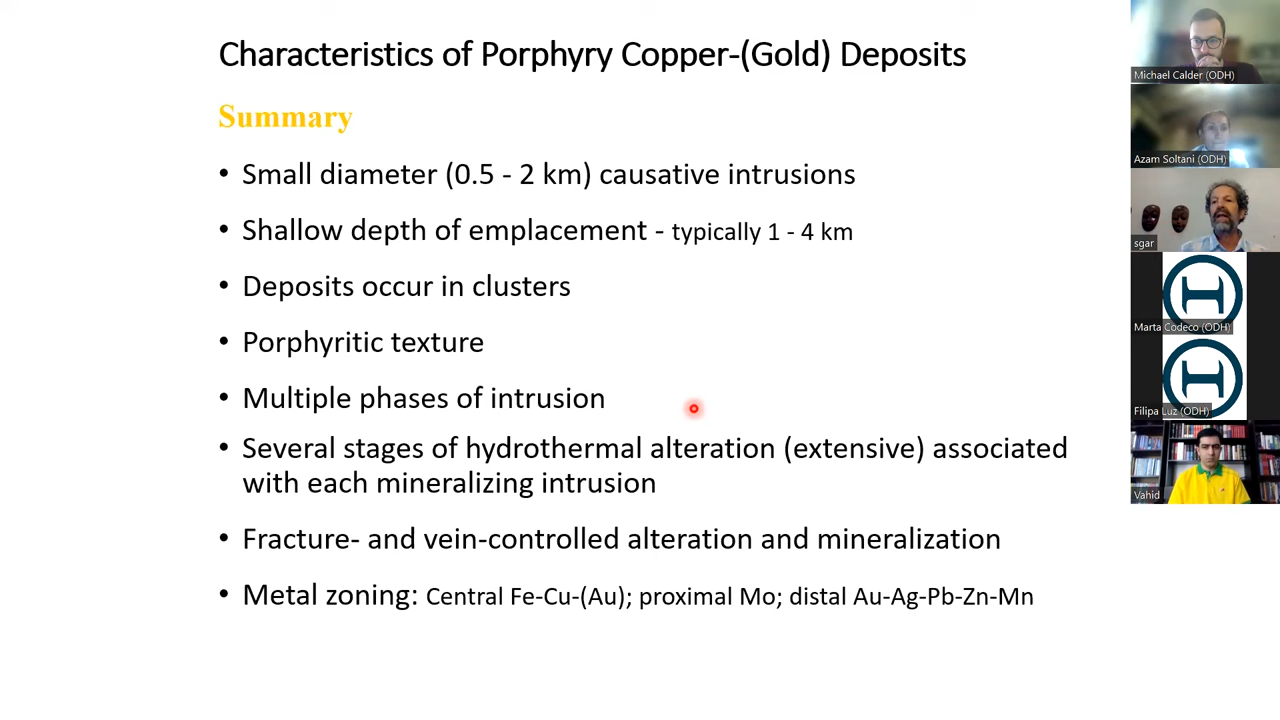 Characteristics of Porphyry Copper-(Gold) Deposits
Summary
• Small diameter (0.5 - 2 km) causative intrusions
• Shallow depth of emplacement - typically 1 - 4 km
• Deposits occur in clusters
• Porphyritic texture
• Multiple phases of intrusion
• Several stages of hydrothermal alteration (extensive) associated
with each mineralizing intrusion
• Fracture- and vein-controlled alteration and mineralization
• Metal zoning: Central Fe-Cu-(Au); proximal Mo; distal Au-Ag-Pb-Zn-Mn
Michael Calder (ODH)
Azam Soltani (ODH)
sgar
Marta Codeco (ODH)
Filipa Luz (ODH)
Vahid